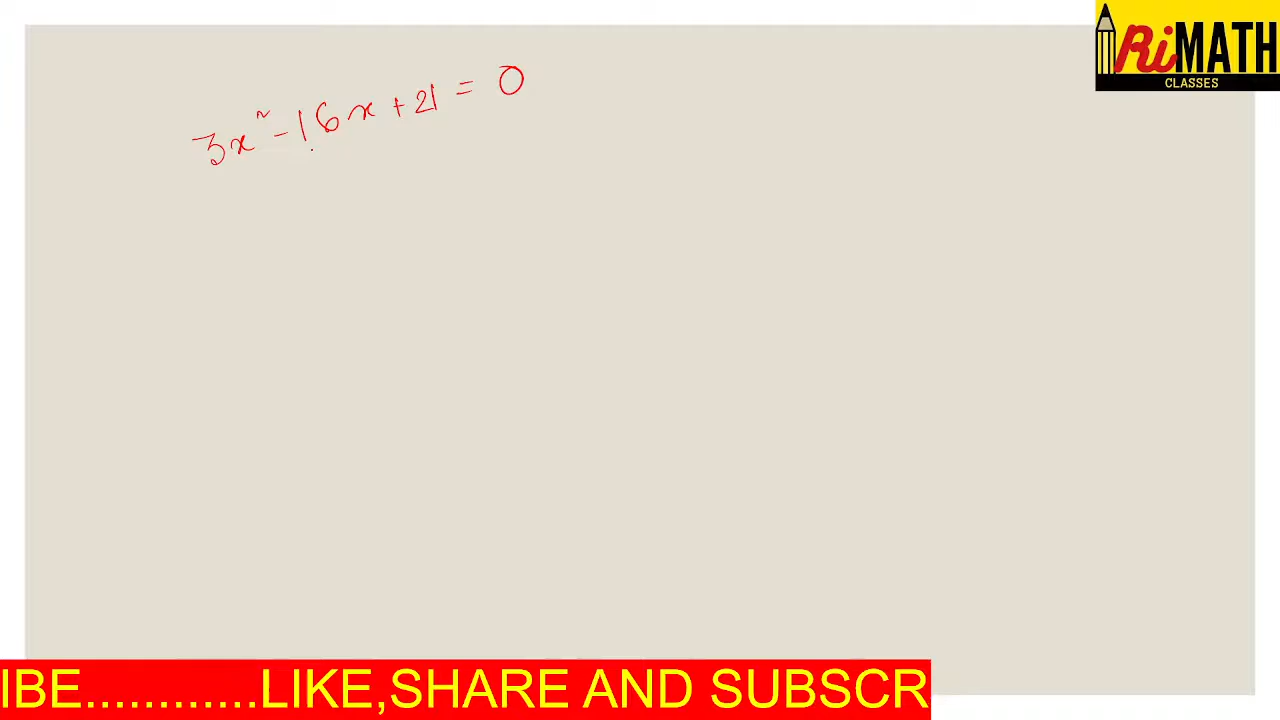 RiMATH
CLASSES
3x² - 16x + 21 = 0
IBE............LIKE,SHARE AND SUBSCR